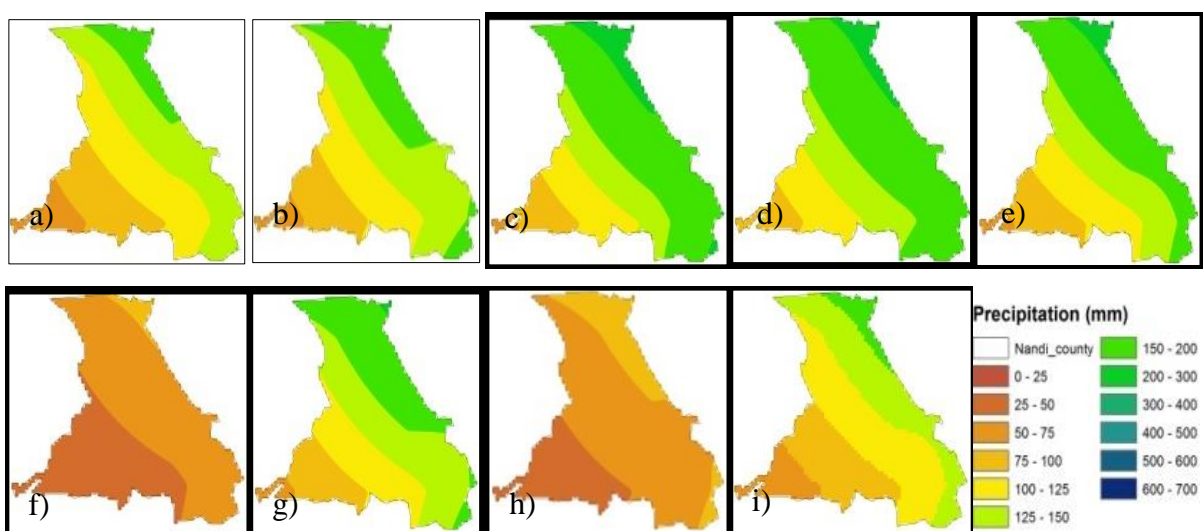 a)
b)
c)
d)
e)
f)
g)
h)
i)
Precipitation (mm)
Nandi_county
0 - 25
25 - 50
50 - 75
75 - 100
100 - 125
125 - 150
150 - 200
200 - 300
300 - 400
400 - 500
500 - 600
600 - 700